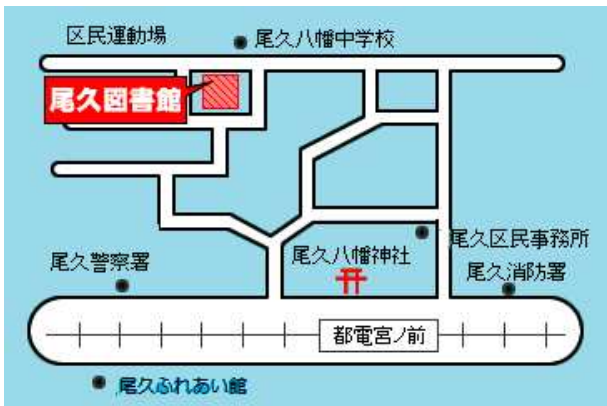 区民運動場
尾久八幡中学校
尾久図書館
尾久区民事務所
尾久八幡神社
尾久警察署
尾久消防署
都電宮ノ前
尾久ふれあい館